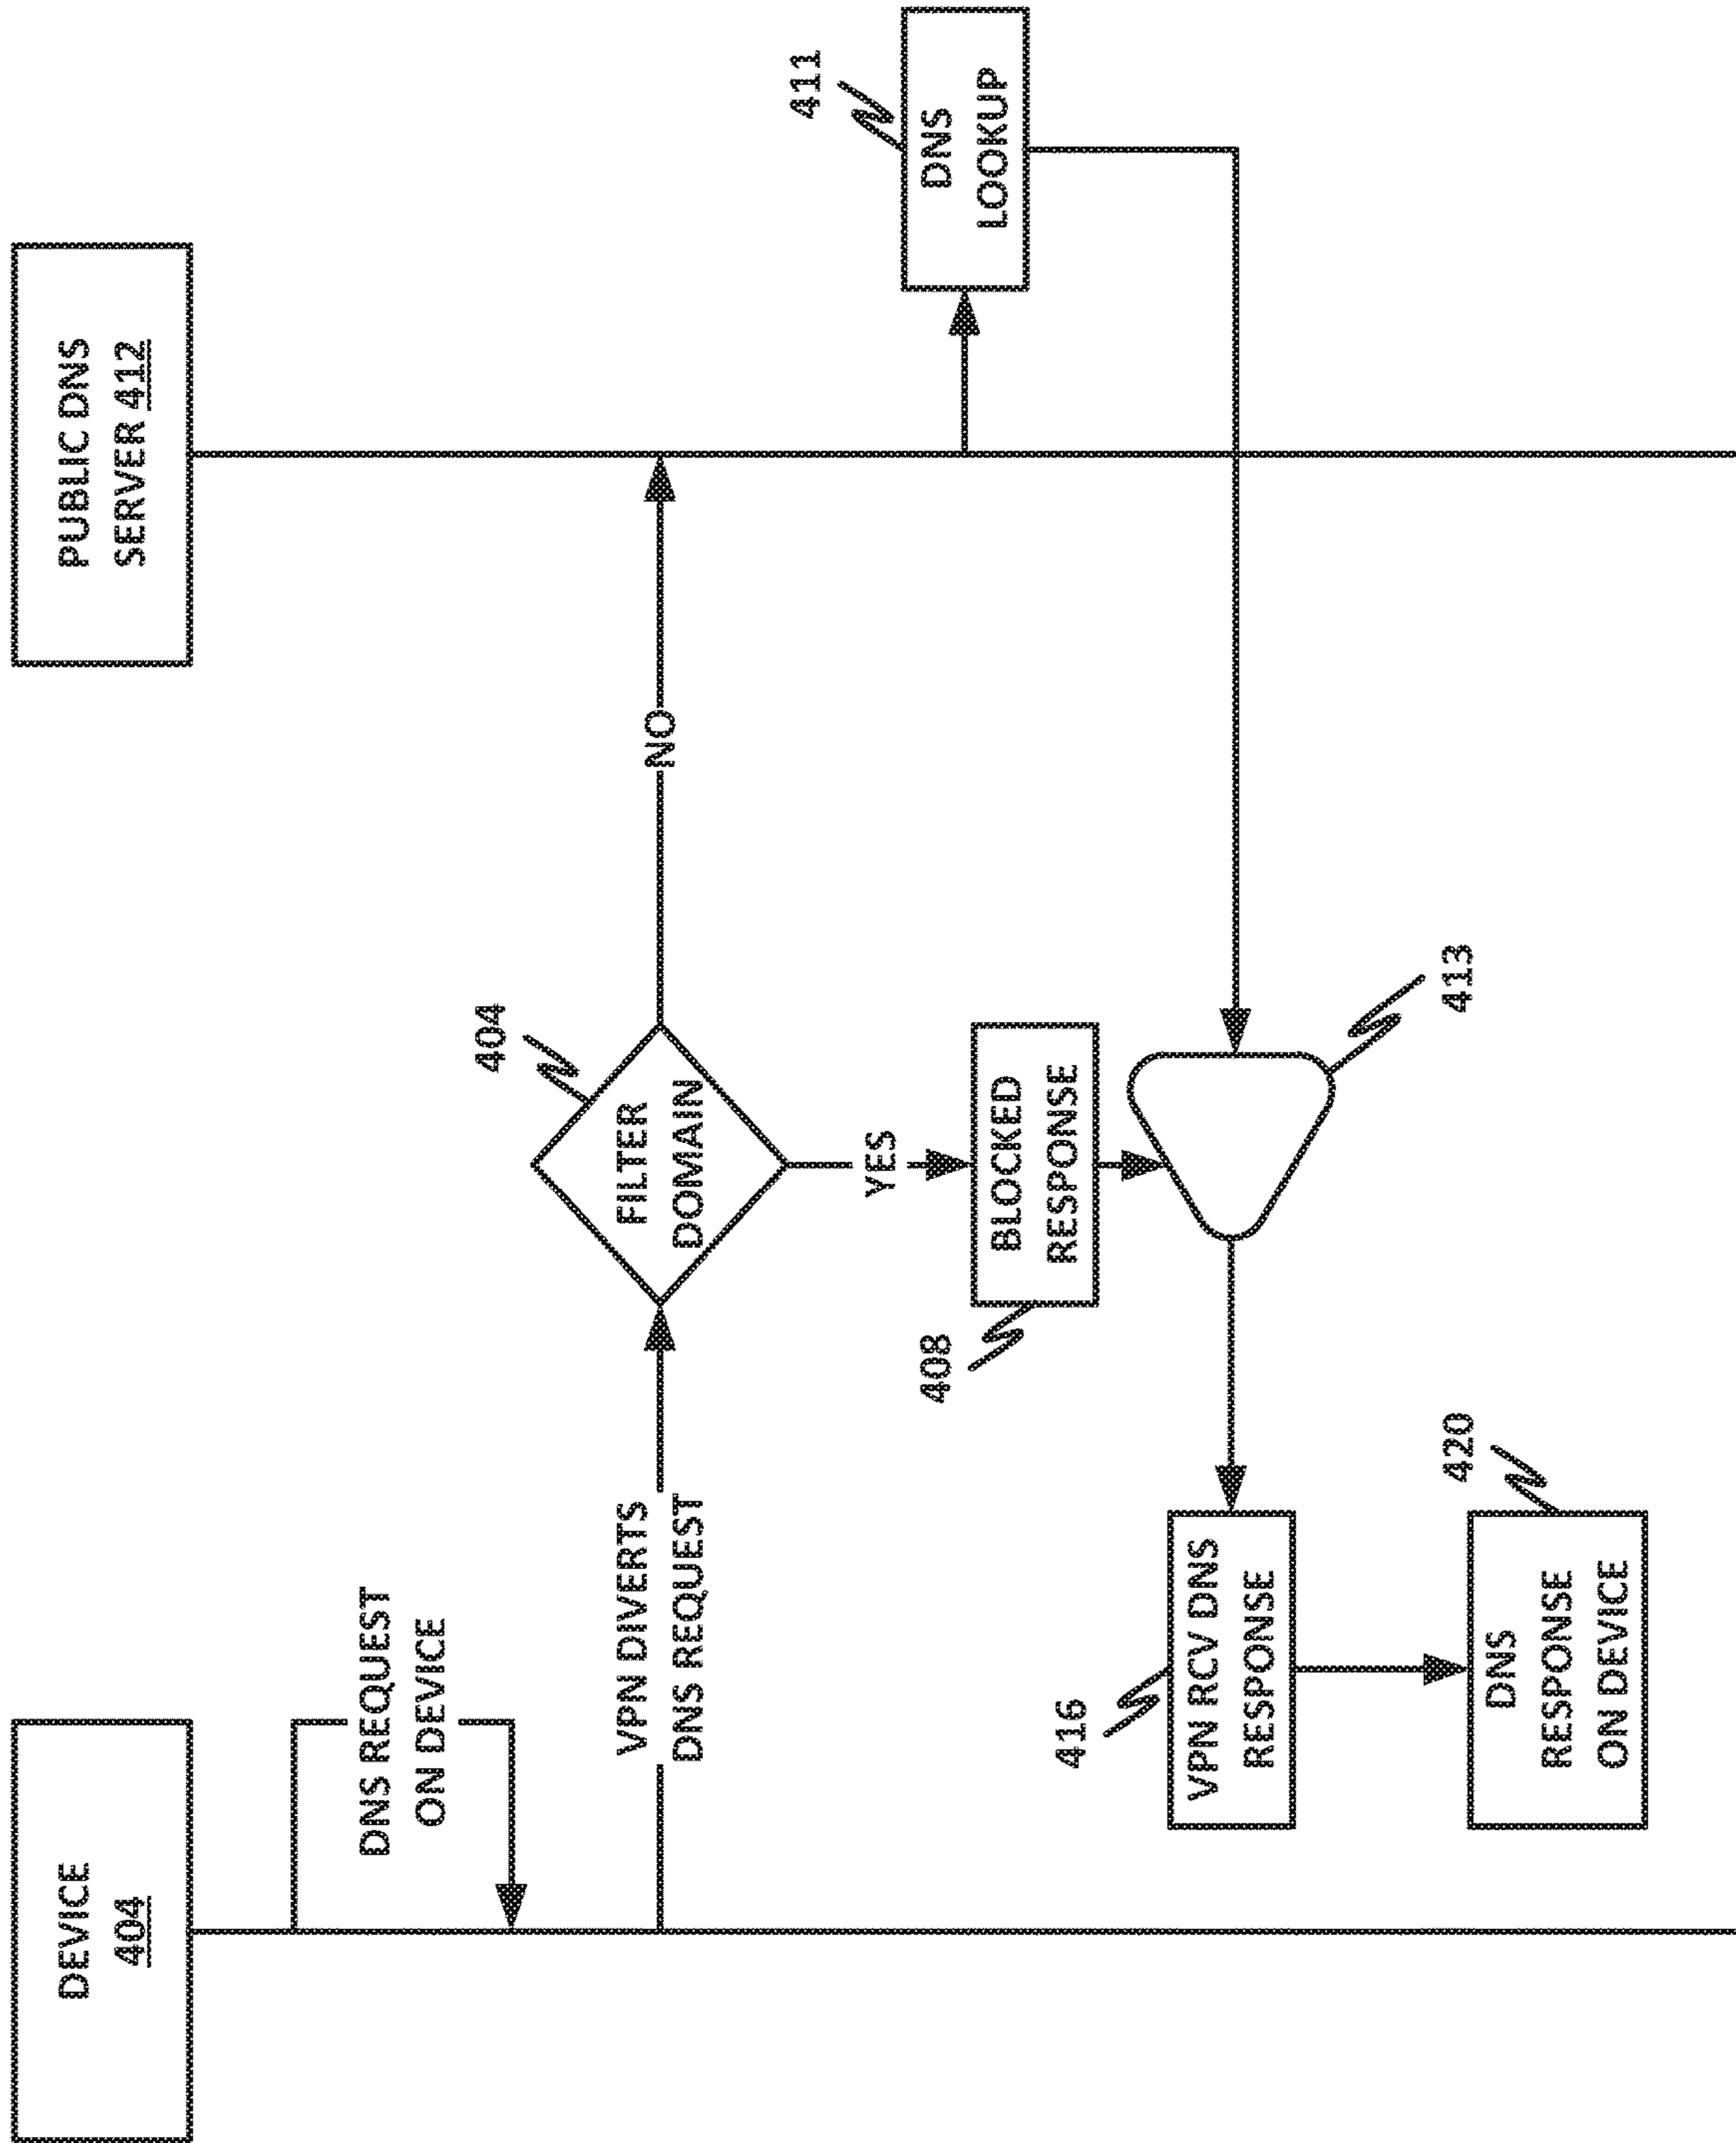 DEVICE
404
PUBLIC DNS
SERVER 412
DNS REQUEST
ON DEVICE
VPN DIVERTS
DNS REQUEST
404
FILTER
DOMAIN
NO
YES
411
DNS
LOOKUP
408
BLOCKED
RESPONSE
413
416
VPN RCV DNS
RESPONSE
420
DNS
RESPONSE
ON DEVICE